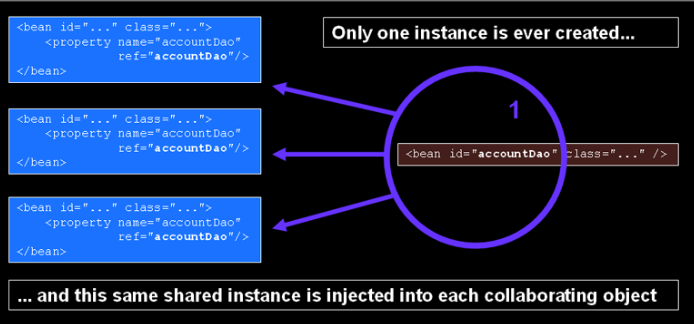 <bean id="..." class="...">
<property name="accountDao"
ref="accountDao"/>
</bean>
<bean id="..." class="...">
<property name="accountDao"
ref="accountDao"/>
</bean>
<bean id="..." class="...">
<property name="accountDao"
ref="accountDao"/>
</bean>
Only one instance is ever created...
1
<bean id="accountDao" class="..." />
... and this same shared instance is injected into each collaborating object